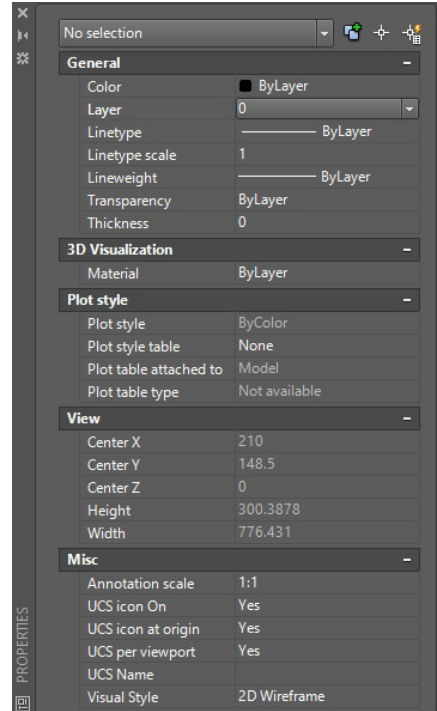 No selection
General
Color ByLayer
Layer 0
Linetype ByLayer
Linetype scale 1
Lineweight ByLayer
Transparency ByLayer
Thickness 0
3D Visualization
Material ByLayer
Plot style
Plot style ByColor
Plot style table None
Plot table attached to Model
Plot table type Not available
View
Center X 210
Center Y 148.5
Center Z 0
Height 300.3878
Width 776.431
Misc
Annotation scale 1:1
UCS icon On Yes
UCS icon at origin Yes
UCS per viewport Yes
UCS Name
Visual Style 2D Wireframe
PROPERTIES